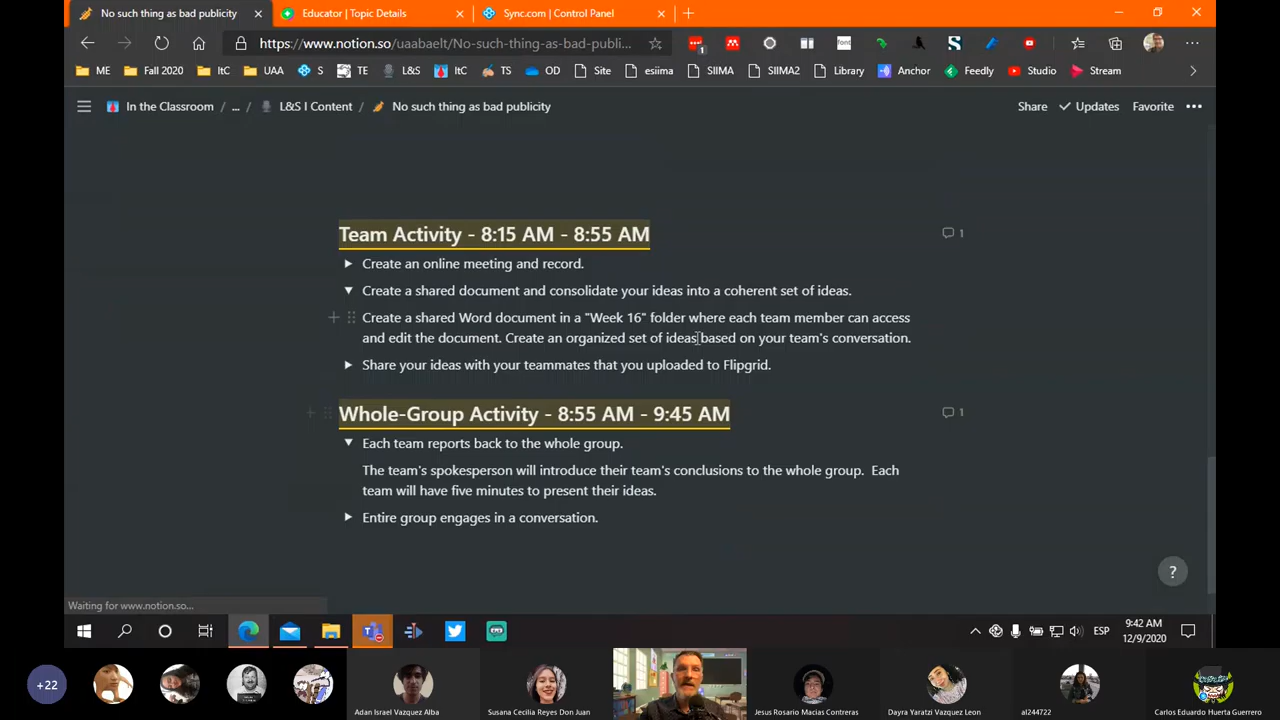 No such thing as bad publicity
Educator | Topic Details
Sync.com | Control Panel
https://www.notion.so/uaabaelt/No-such-thing-as-bad-publi...
1
font
ME
Fall 2020
ItC
UAA
S
TE
L&S
ItC
TS
OD
Site
esiima
SIIMA
SIIMA2
Library
Anchor
Feedly
Studio
Stream
In the Classroom / ... / L&S I Content / No such thing as bad publicity
Share
Updates
Favorite
Team Activity - 8:15 AM - 8:55 AM
1
Create an online meeting and record.
Create a shared document and consolidate your ideas into a coherent set of ideas.
Create a shared Word document in a "Week 16" folder where each team member can access
and edit the document. Create an organized set of ideas based on your team's conversation.
Share your ideas with your teammates that you uploaded to Flipgrid.
Whole-Group Activity - 8:55 AM - 9:45 AM
1
Each team reports back to the whole group.
The team's spokesperson will introduce their team's conclusions to the whole group. Each
team will have five minutes to present their ideas.
Entire group engages in a conversation.
?
Waiting for www.notion.so...
ESP
9:42 AM
12/9/2020
+22
Adan Israel Vazquez Alba
Susana Cecilia Reyes Don Juan
Jesus Rosario Macias Contreras
Dayra Yaratzi Vazquez Leon
al244722
Carlos Eduardo Huerta Guerrero